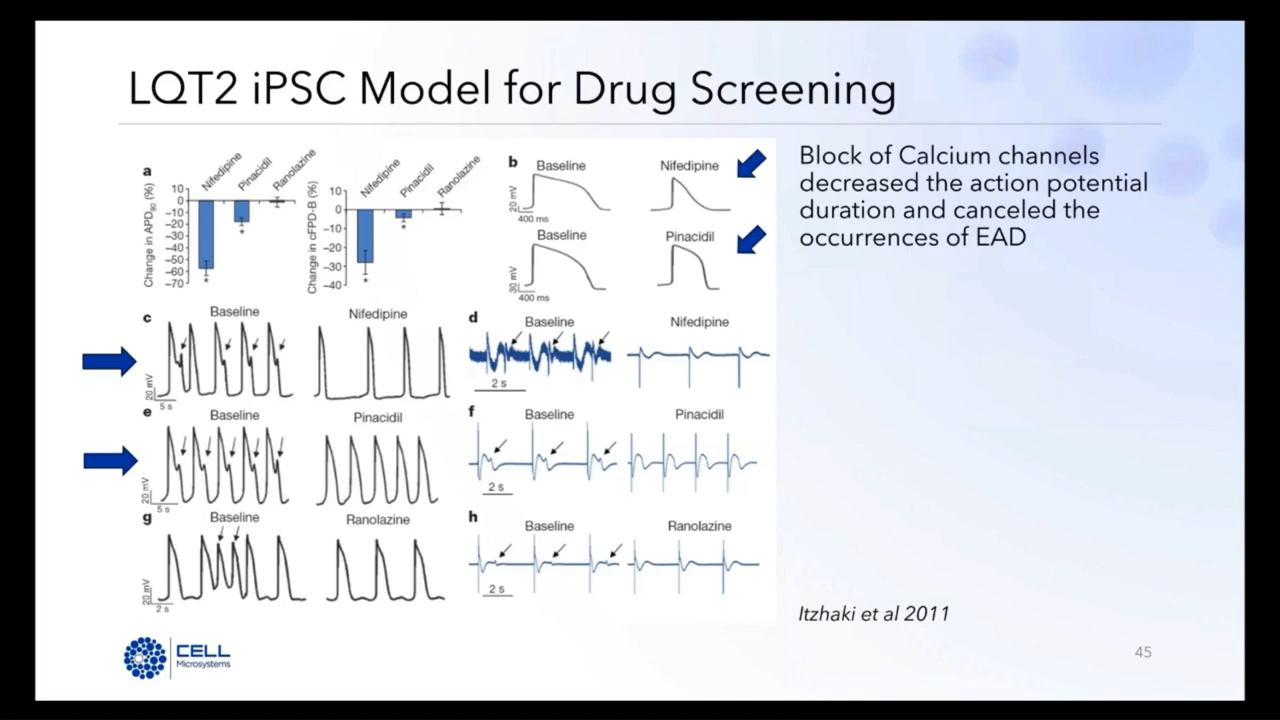 LQT2 iPSC Model for Drug Screening
a
Nifedipine
Pinacidil
Ranolazine
Change in APD90 (%)
10
0
−10
−20
−30
−40
−50
−60
−70
*
*
Nifedipine
Pinacidil
Ranolazine
Change in cFPD-B (%)
10
0
−10
−20
−30
−40
*
*
b
Baseline
Nifedipine
20 mV
400 ms
Baseline
Pinacidil
30 mV
400 ms
c
Baseline
Nifedipine
20 mV
5 s
d
Baseline
Nifedipine
2 s
e
Baseline
Pinacidil
20 mV
5 s
f
Baseline
Pinacidil
2 s
g
Baseline
Ranolazine
20 mV
2 s
h
Baseline
Ranolazine
2 s
Block of Calcium channels
decreased the action potential
duration and canceled the
occurrences of EAD
Itzhaki et al 2011
CELL
Microsystems
45